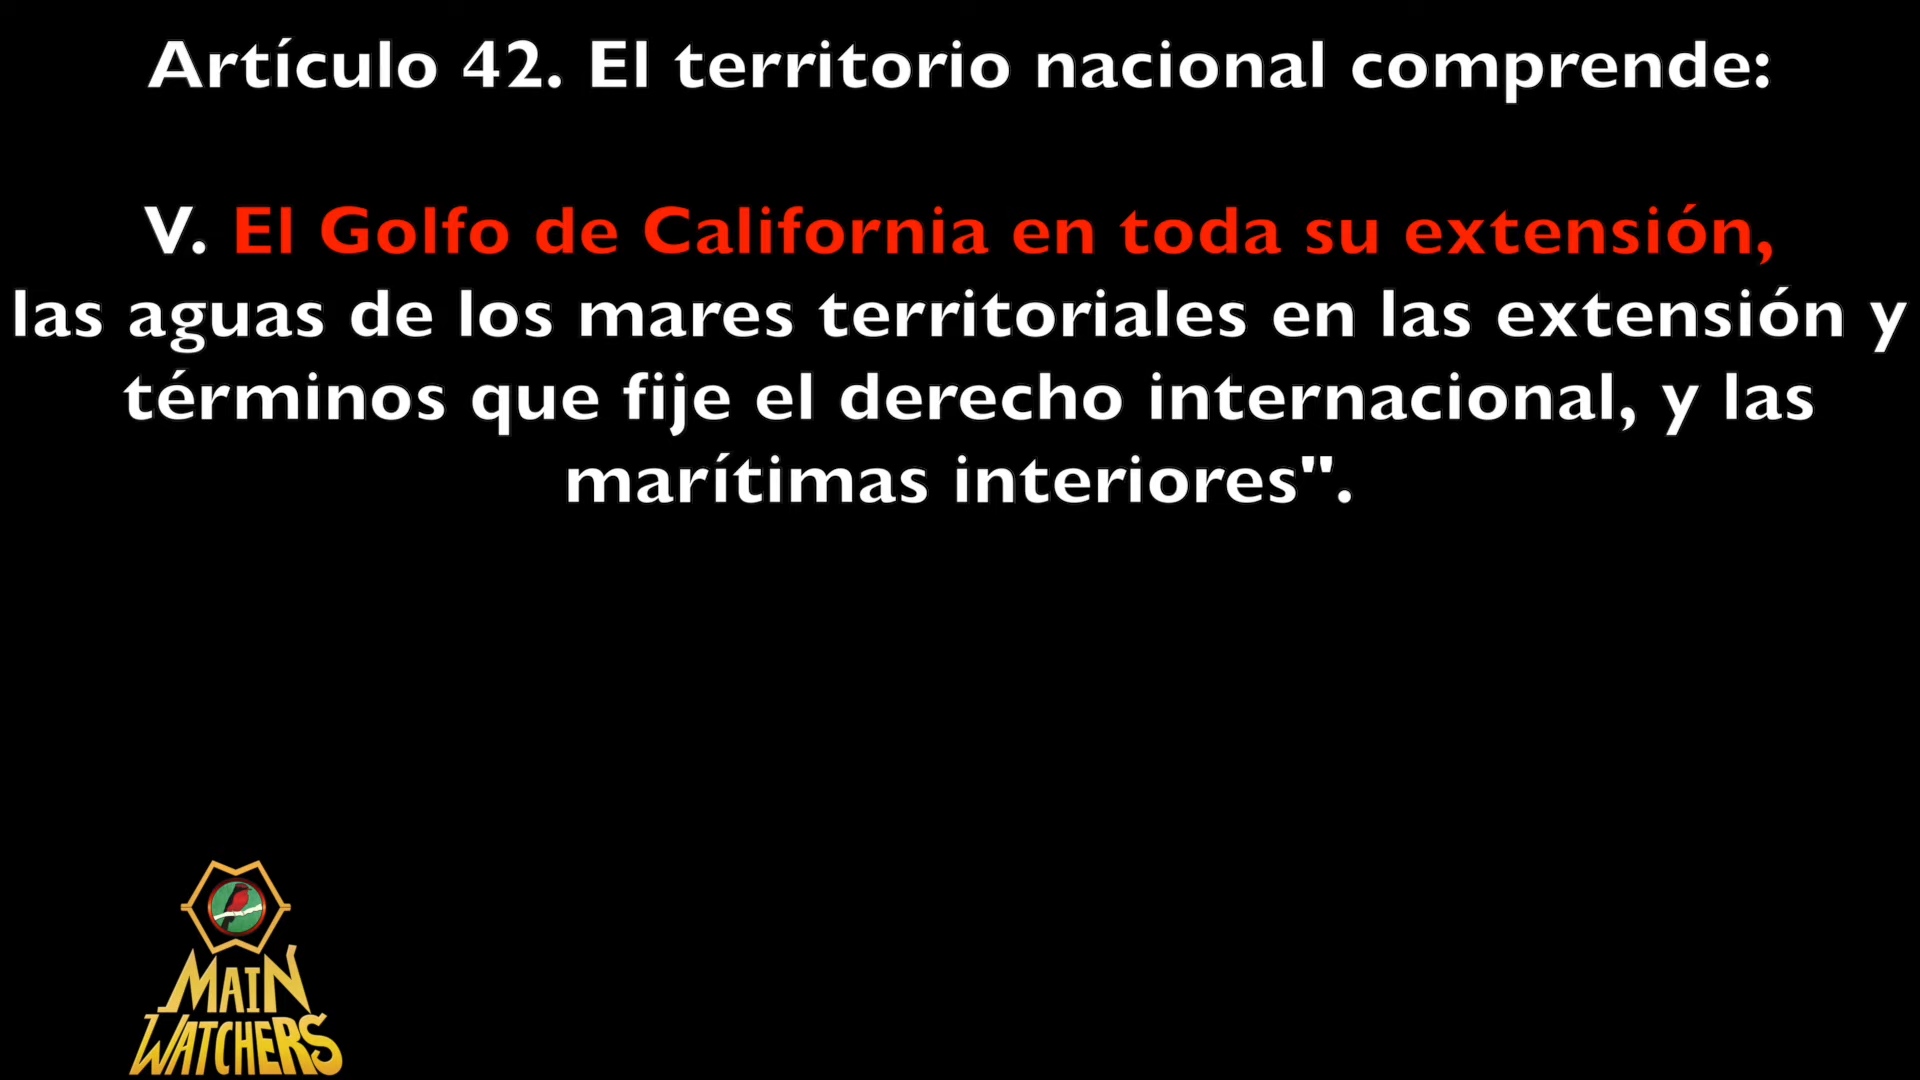 Artículo 42. El territorio nacional comprende:
V. El Golfo de California en toda su extensión,
las aguas de los mares territoriales en las extensión y
términos que fije el derecho internacional, y las
marítimas interiores".
MAIN
WATCHERS